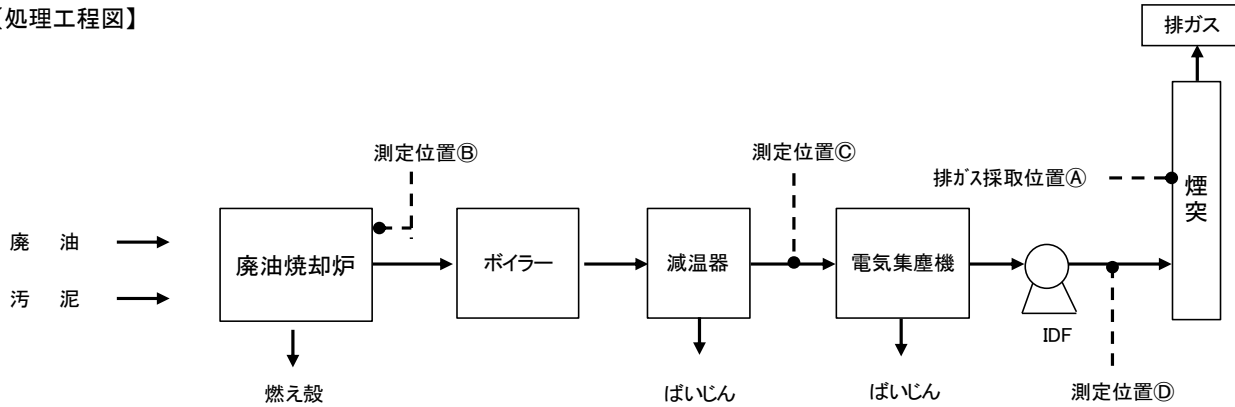 【処理工程図】
排ガス
測定位置Ⓑ
測定位置Ⓒ
排ガス採取位置Ⓐ
煙突
廃　油
汚　泥
廃油焼却炉
ボイラー
減温器
電気集塵機
IDF
燃え殻
ばいじん
ばいじん
測定位置Ⓓ